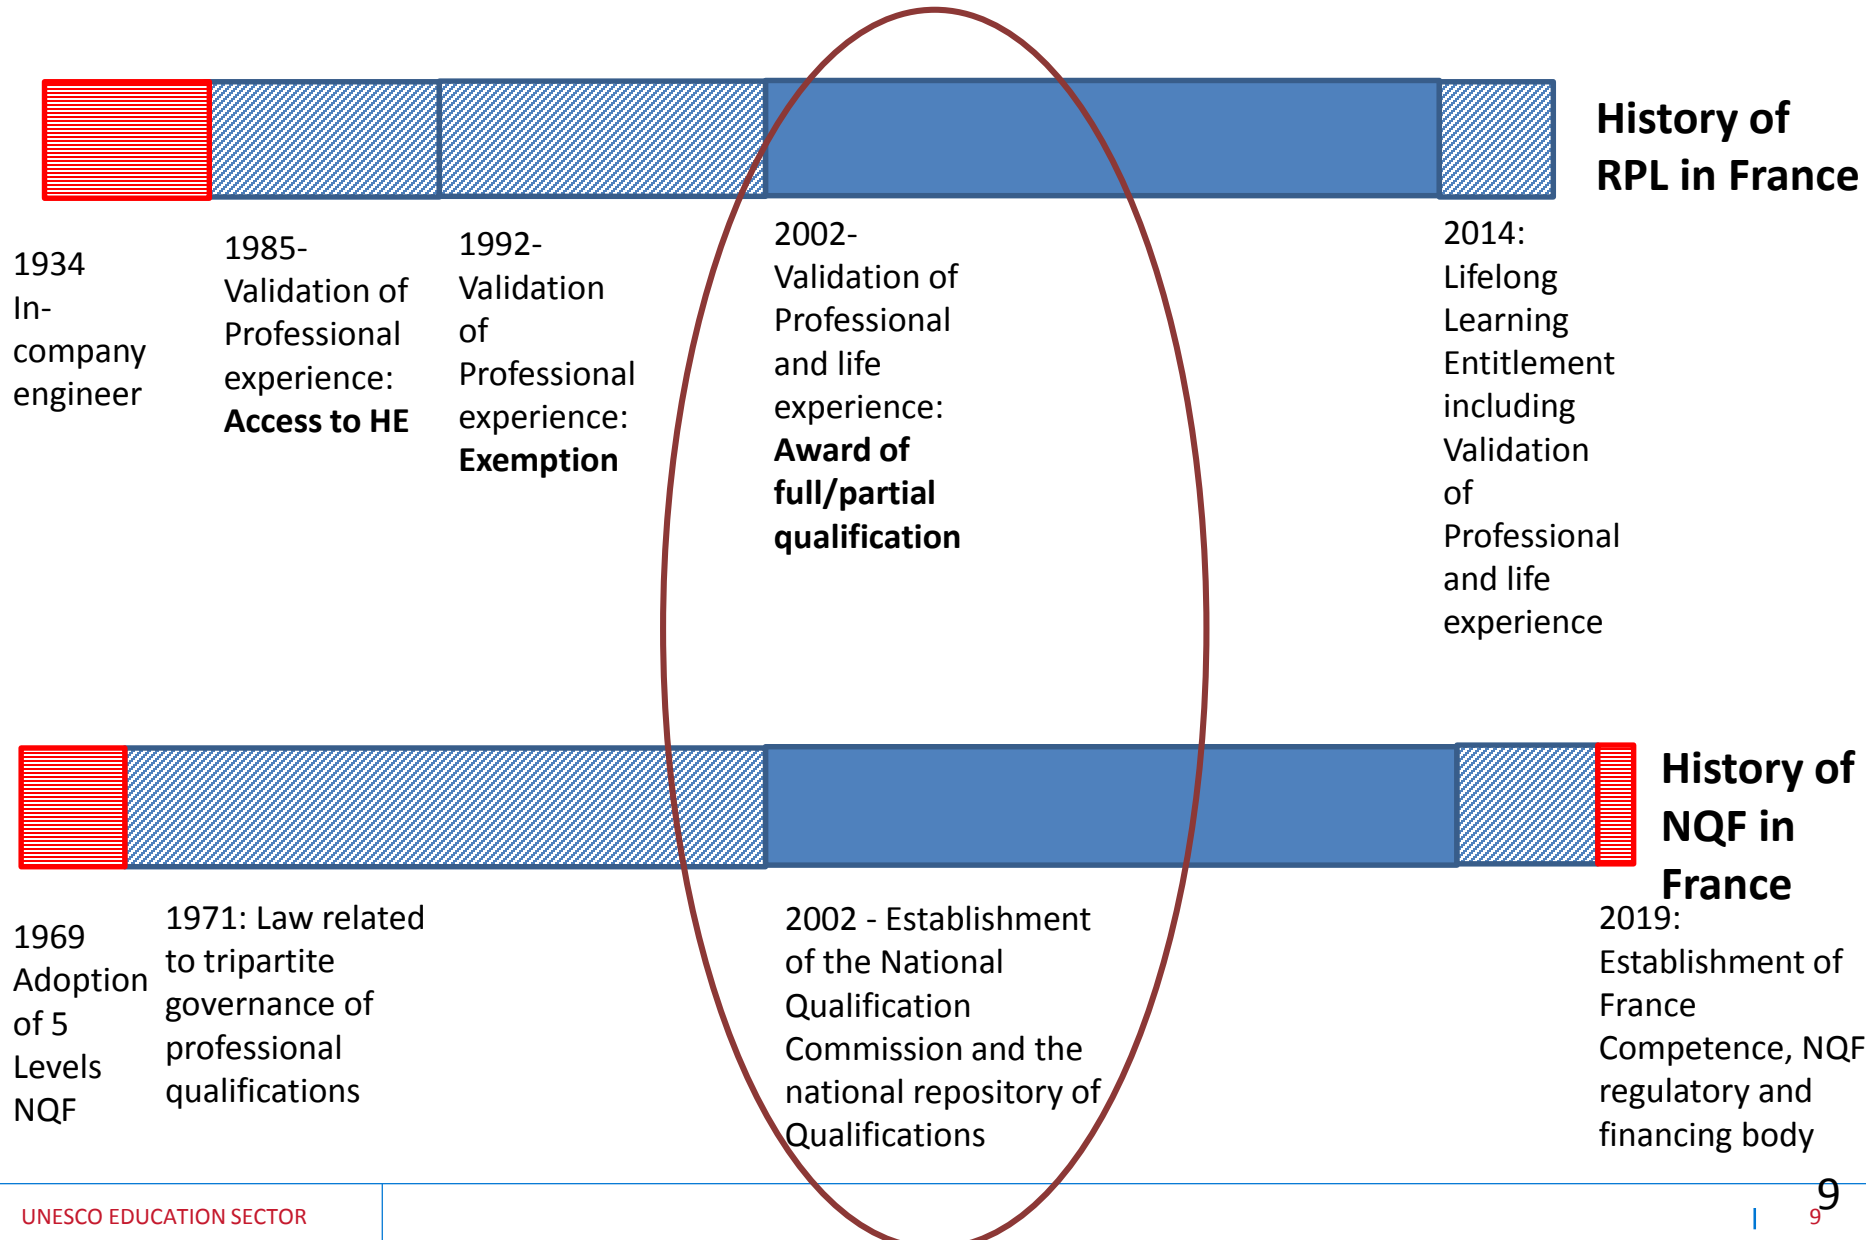 History of
RPL in France
1934
In-
company
engineer
1985-
Validation of
Professional
experience:
Access to HE
1992-
Validation
of
Professional
experience:
Exemption
2002-
Validation of
Professional
and life
experience:
Award of
full/partial
qualification
2014:
Lifelong
Learning
Entitlement
including
Validation
of
Professional
and life
experience
History of
NQF in
France
1969
Adoption
of 5
Levels
NQF
1971: Law related
to tripartite
governance of
professional
qualifications
2002 - Establishment
of the National
Qualification
Commission and the
national repository of
Qualifications
2019:
Establishment of
France
Competence, NQF
regulatory and
financing body
UNESCO EDUCATION SECTOR
| 9
9